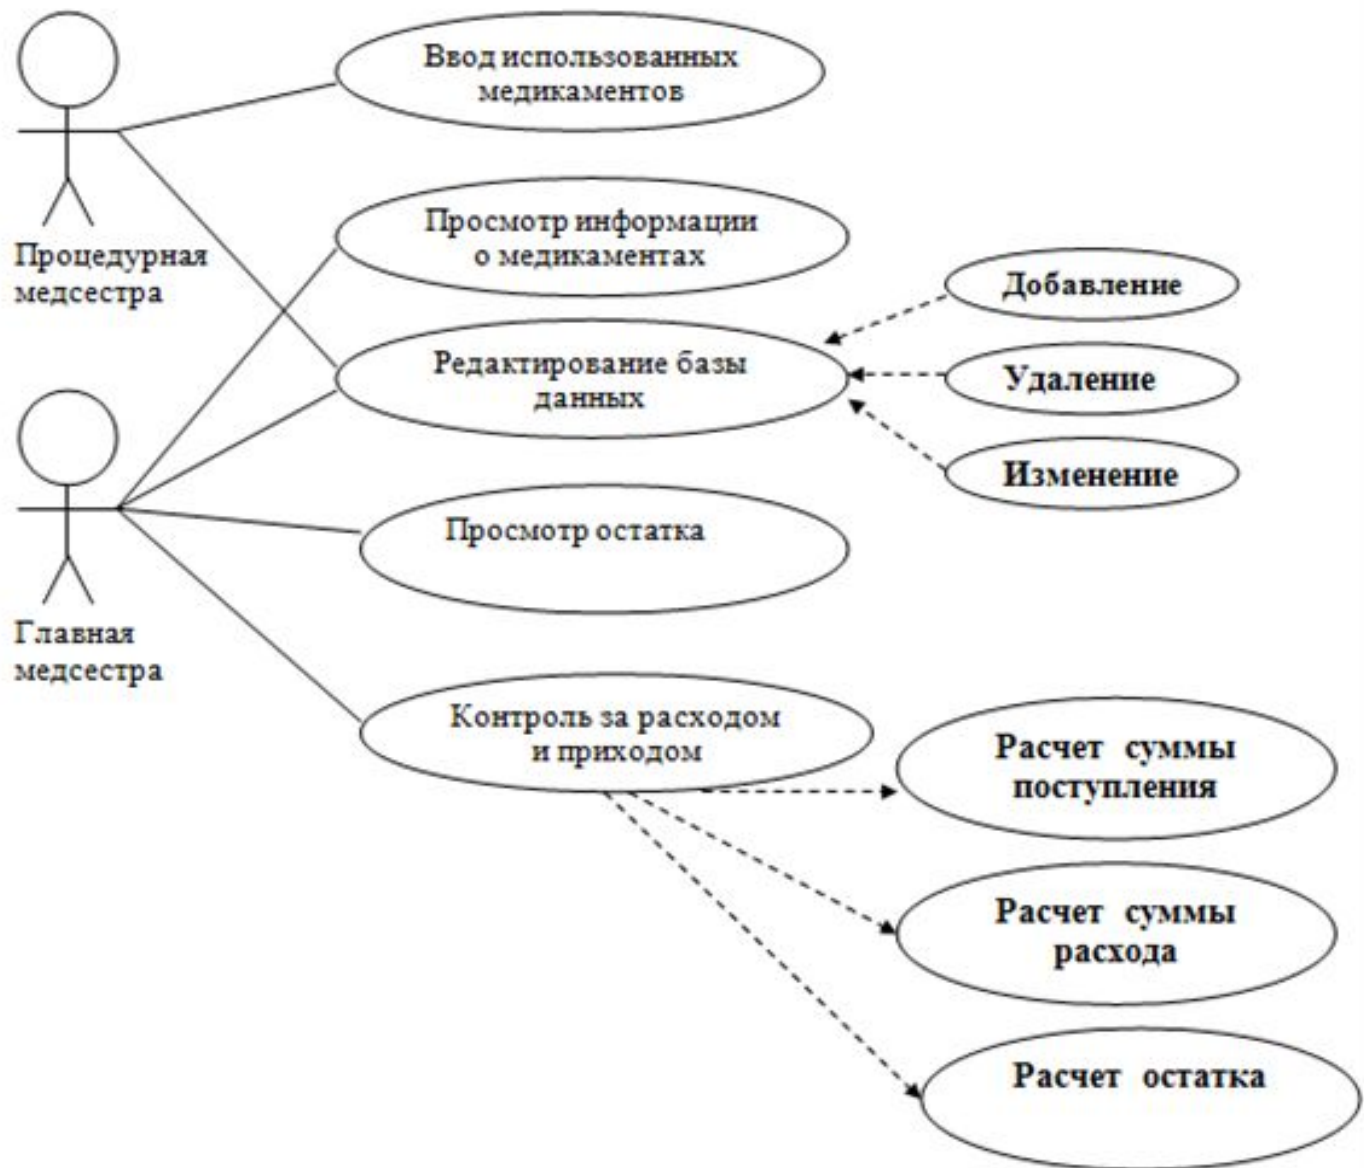 Ввод использованных
медикаментов
Процедурная
медсестра
Просмотр информации
о медикаментах
Редактирование базы
данных
Добавление
Удаление
Изменение
Просмотр остатка
Главная
медсестра
Контроль за расходом
и приходом
Расчет суммы
поступления
Расчет суммы
расхода
Расчет остатка